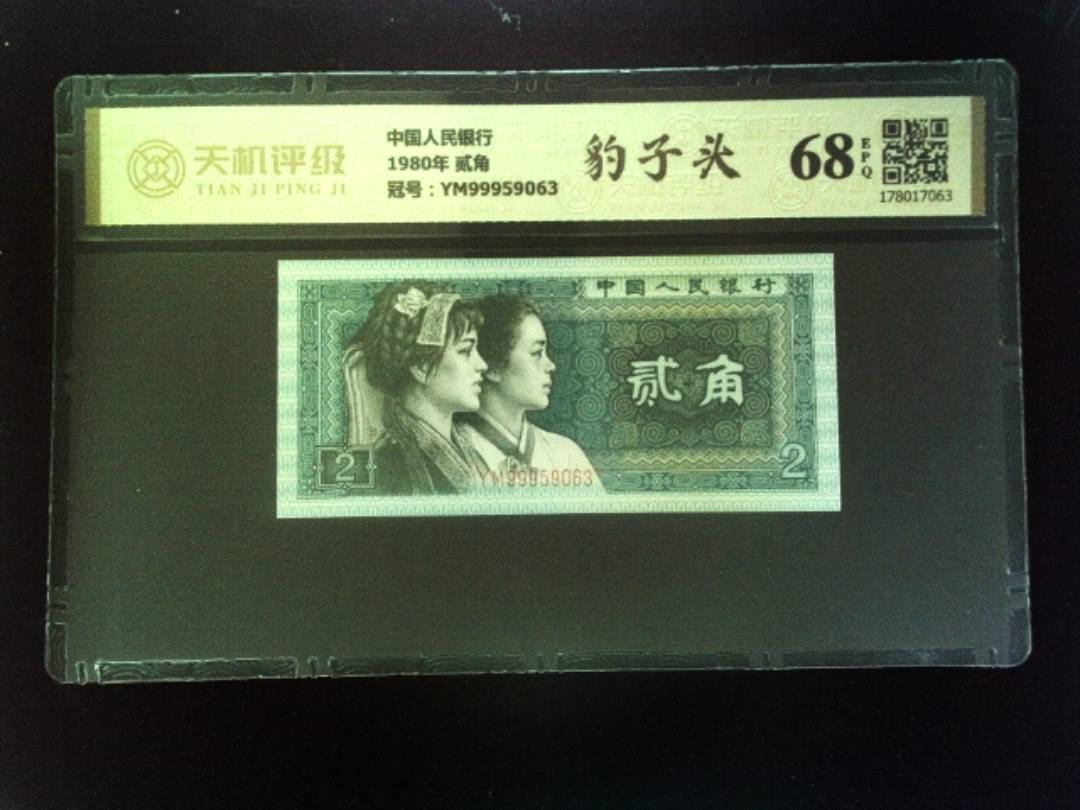 天机评级
TIAN JI PING JI
中国人民银行
1980年 贰角
冠号：YM99959063
豹子头
68
EPQ
178017063
中国人民银行
贰角
2
2
YM99959063